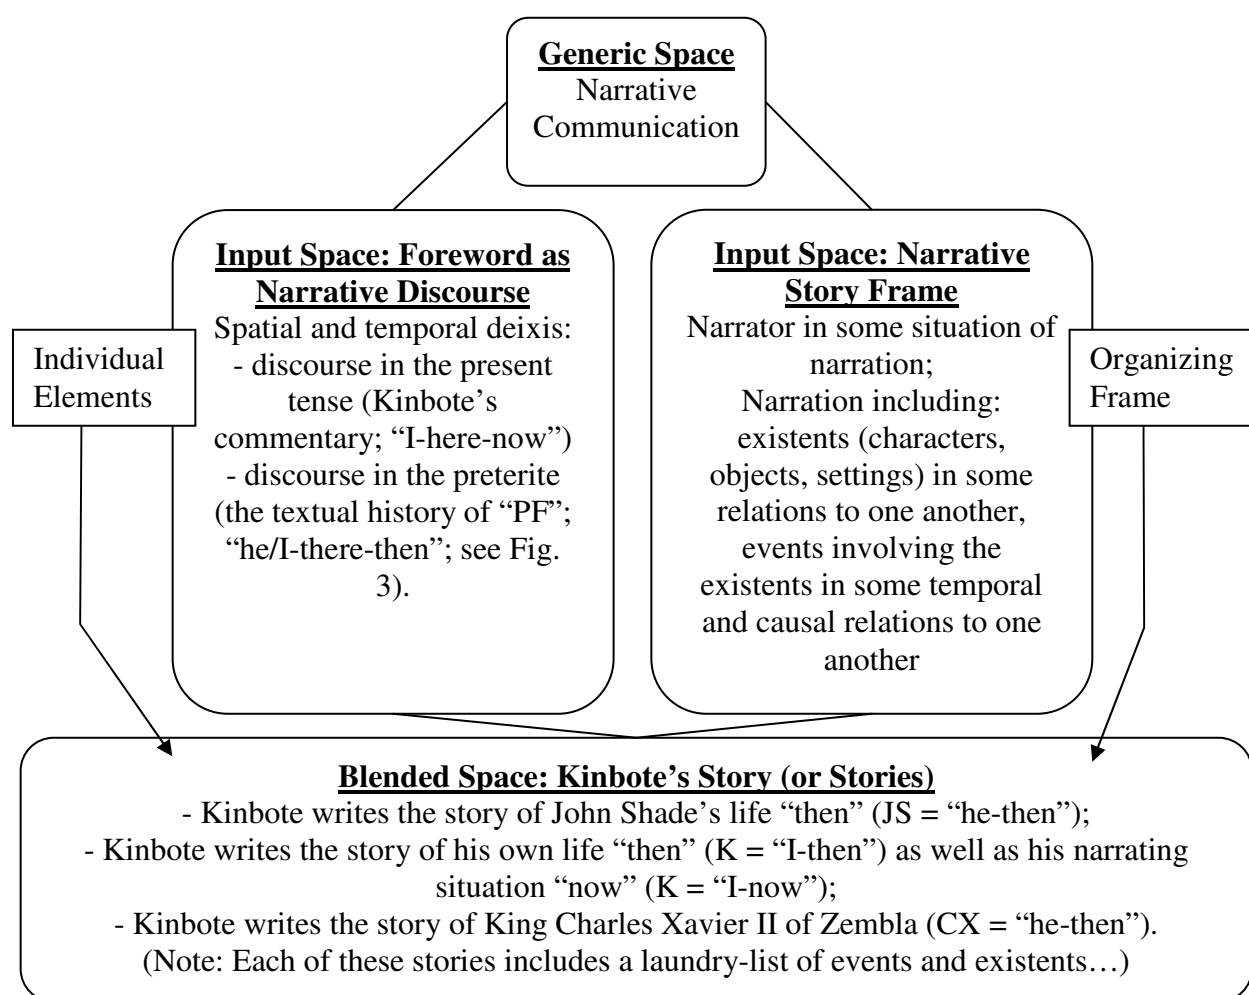 Generic Space
Narrative
Communication
Input Space: Foreword as
Narrative Discourse
Spatial and temporal deixis:
- discourse in the present
tense (Kinbote’s
commentary; “I-here-now”)
- discourse in the preterite
(the textual history of “PF”;
“he/I-there-then”; see Fig.
3).
Input Space: Narrative
Story Frame
Narrator in some situation of
narration;
Narration including:
existents (characters,
objects, settings) in some
relations to one another,
events involving the
existents in some temporal
and causal relations to one
another
Individual
Elements
Organizing
Frame
Blended Space: Kinbote’s Story (or Stories)
- Kinbote writes the story of John Shade’s life “then” (JS = “he-then”);
- Kinbote writes the story of his own life “then” (K = “I-then”) as well as his narrating
situation “now” (K = “I-now”);
- Kinbote writes the story of King Charles Xavier II of Zembla (CX = “he-then”).
(Note: Each of these stories includes a laundry-list of events and existents…)